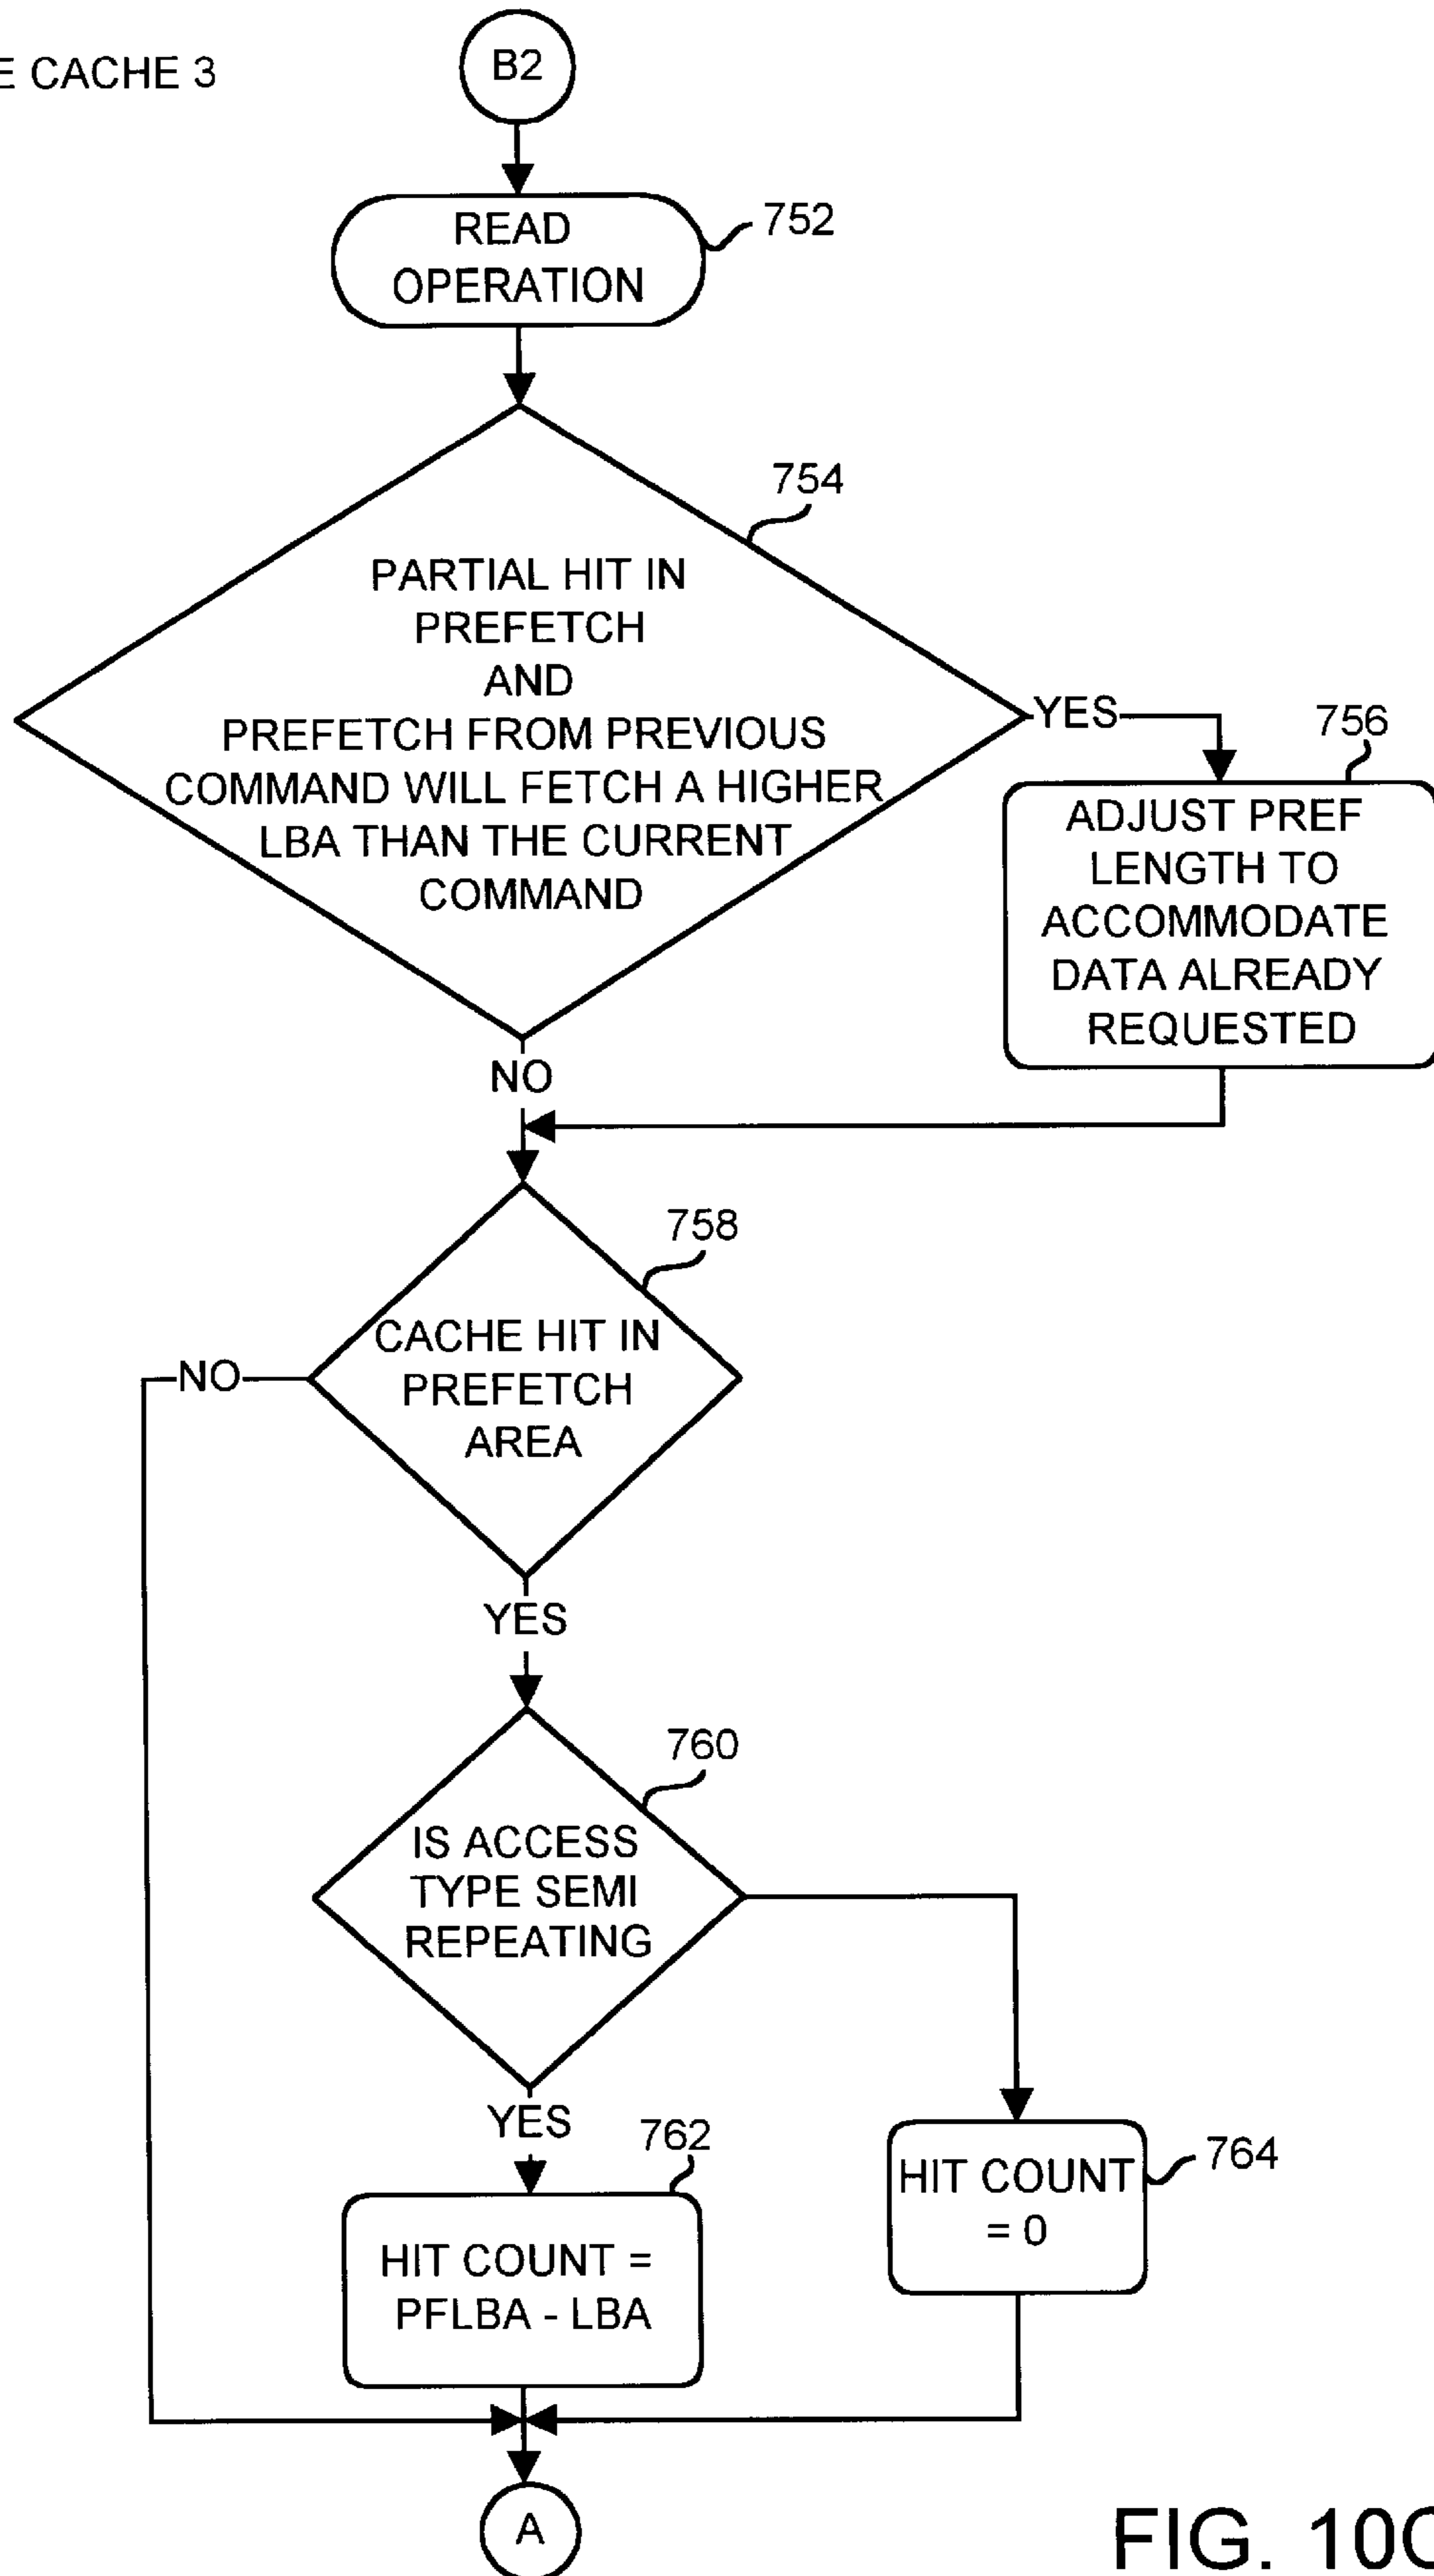 E CACHE 3
B2
READ
OPERATION
752
754
PARTIAL HIT IN
PREFETCH
AND
PREFETCH FROM PREVIOUS
COMMAND WILL FETCH A HIGHER
LBA THAN THE CURRENT
COMMAND
YES
756
ADJUST PREF
LENGTH TO
ACCOMMODATE
DATA ALREADY
REQUESTED
NO
758
CACHE HIT IN
PREFETCH
AREA
NO
YES
760
IS ACCESS
TYPE SEMI
REPEATING
YES
762
HIT COUNT =
PFLBA - LBA
HIT COUNT
= 0
764
A
FIG. 10C